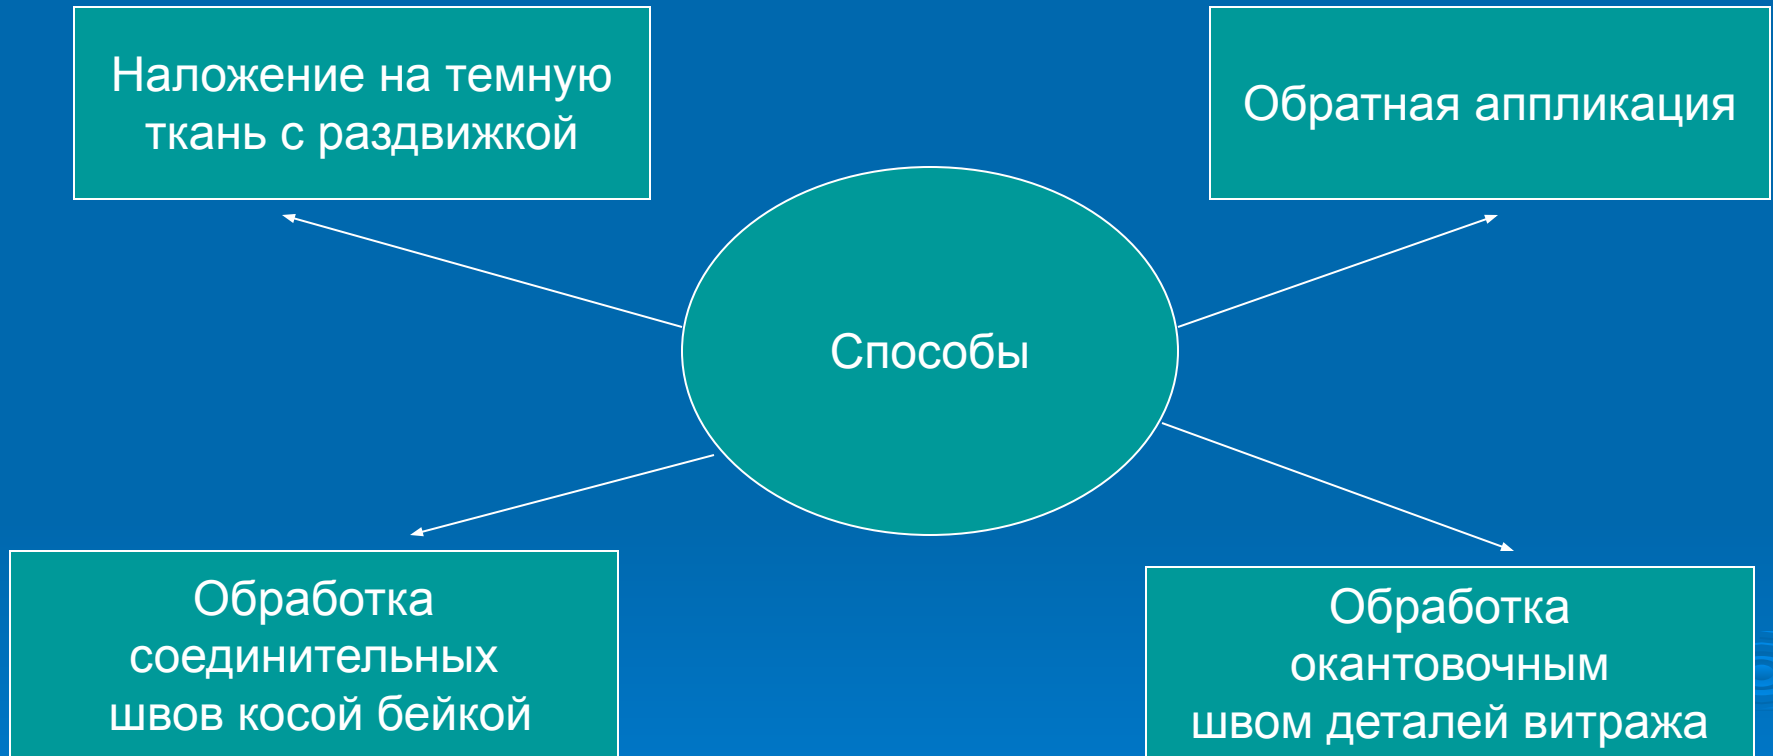 Наложение на темную
ткань с раздвижкой
Обратная аппликация
Способы
Обработка
соединительных
швов косой бейкой
Обработка
окантовочным
швом деталей витража